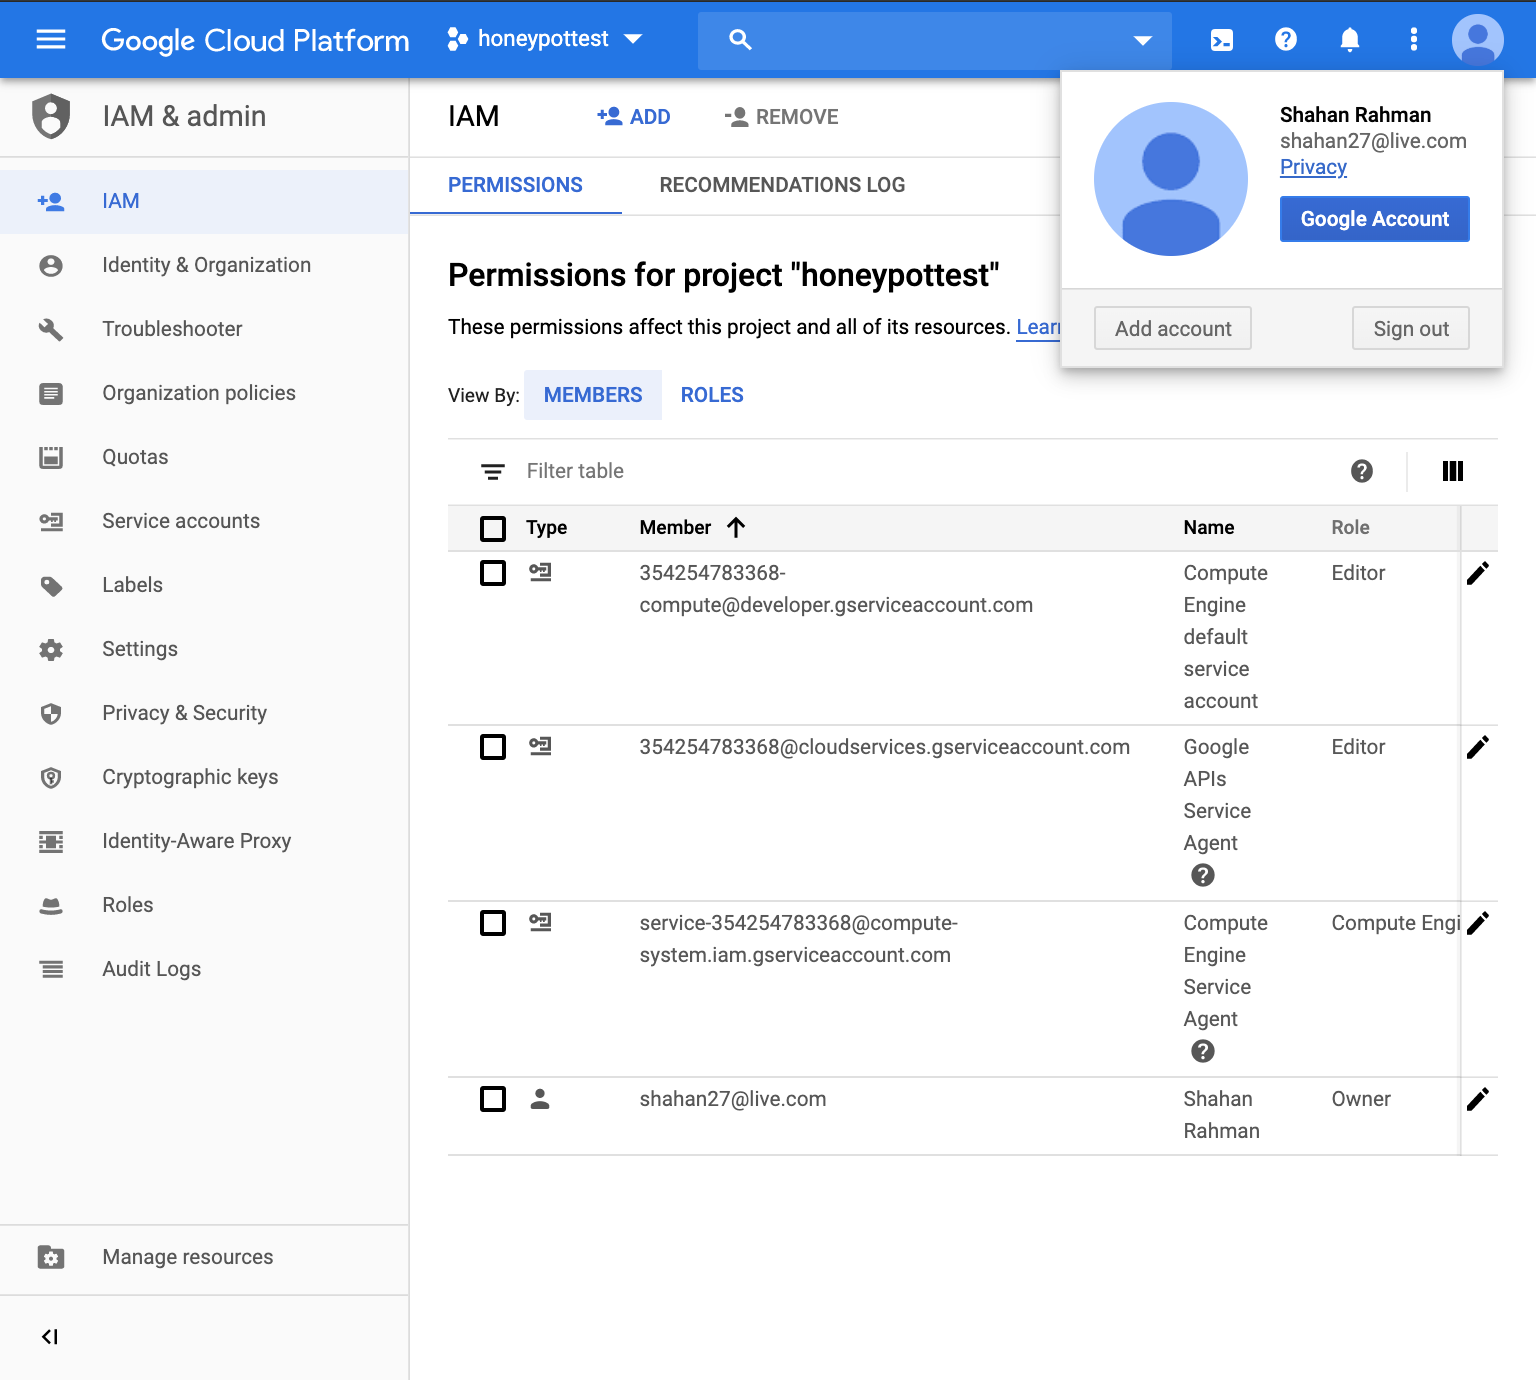 Google Cloud Platform
honeypottest
Shahan Rahman
shahan27@live.com
Privacy
Google Account
Add account
Sign out
IAM & admin
IAM
Identity & Organization
Troubleshooter
Organization policies
Quotas
Service accounts
Labels
Settings
Privacy & Security
Cryptographic keys
Identity-Aware Proxy
Roles
Audit Logs
Manage resources
IAM
ADD
REMOVE
PERMISSIONS
RECOMMENDATIONS LOG
Permissions for project "honeypottest"
These permissions affect this project and all of its resources. Learn
View By: MEMBERS ROLES
Filter table
Type Member Name Role
354254783368-
compute@developer.gserviceaccount.com
Compute
Engine
default
service
account
Editor
354254783368@cloudservices.gserviceaccount.com
Google
APIs
Service
Agent
Editor
service-354254783368@compute-
system.iam.gserviceaccount.com
Compute
Engine
Service
Agent
Compute Engi
shahan27@live.com
Shahan
Rahman
Owner